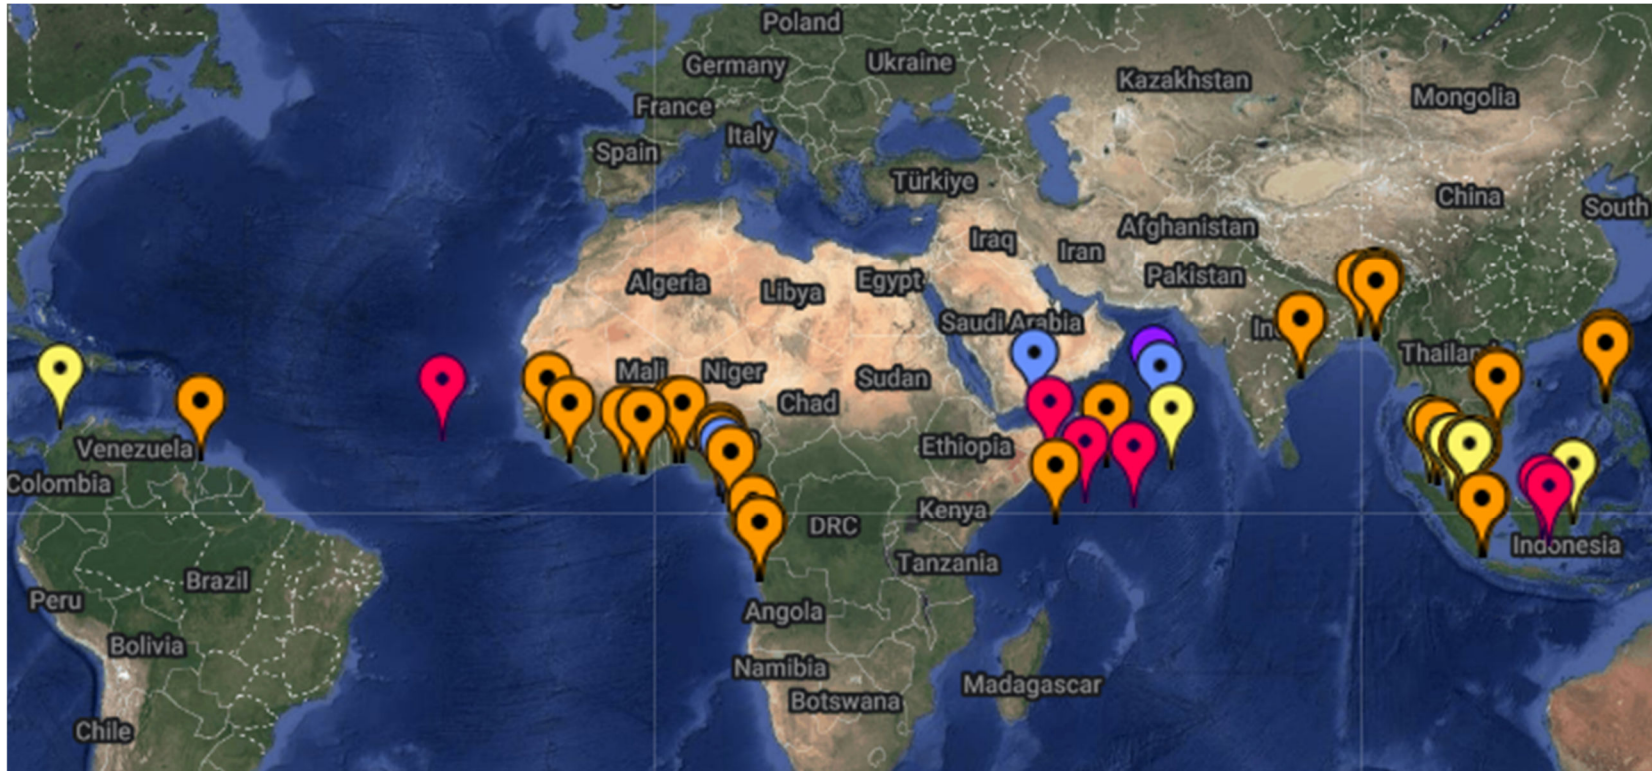 Poland
Germany
Ukraine
Kazakhstan
Mongolia
France
Italy
Spain
Türkiye
China
South
Afghanistan
Iraq
Iran
Algeria
Libya
Egypt
Pakistan
Saudi Arabia
In
Mali
Niger
Sudan
Thailan
Chad
Venezuela
Ethiopia
Colombia
Kenya
DRC
Indonesia
Tanzania
Brazil
Peru
Angola
Bolivia
Namibia
Madagascar
Botswana
Chile